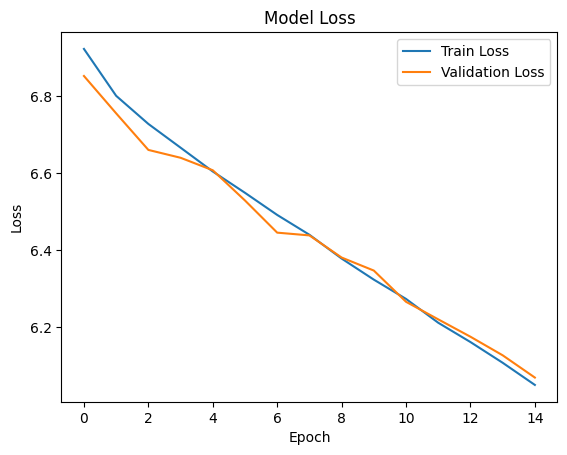 Model Loss
Train Loss
Validation Loss
6.8
6.6
6.4
6.2
Loss
0 2 4 6 8 10 12 14
Epoch